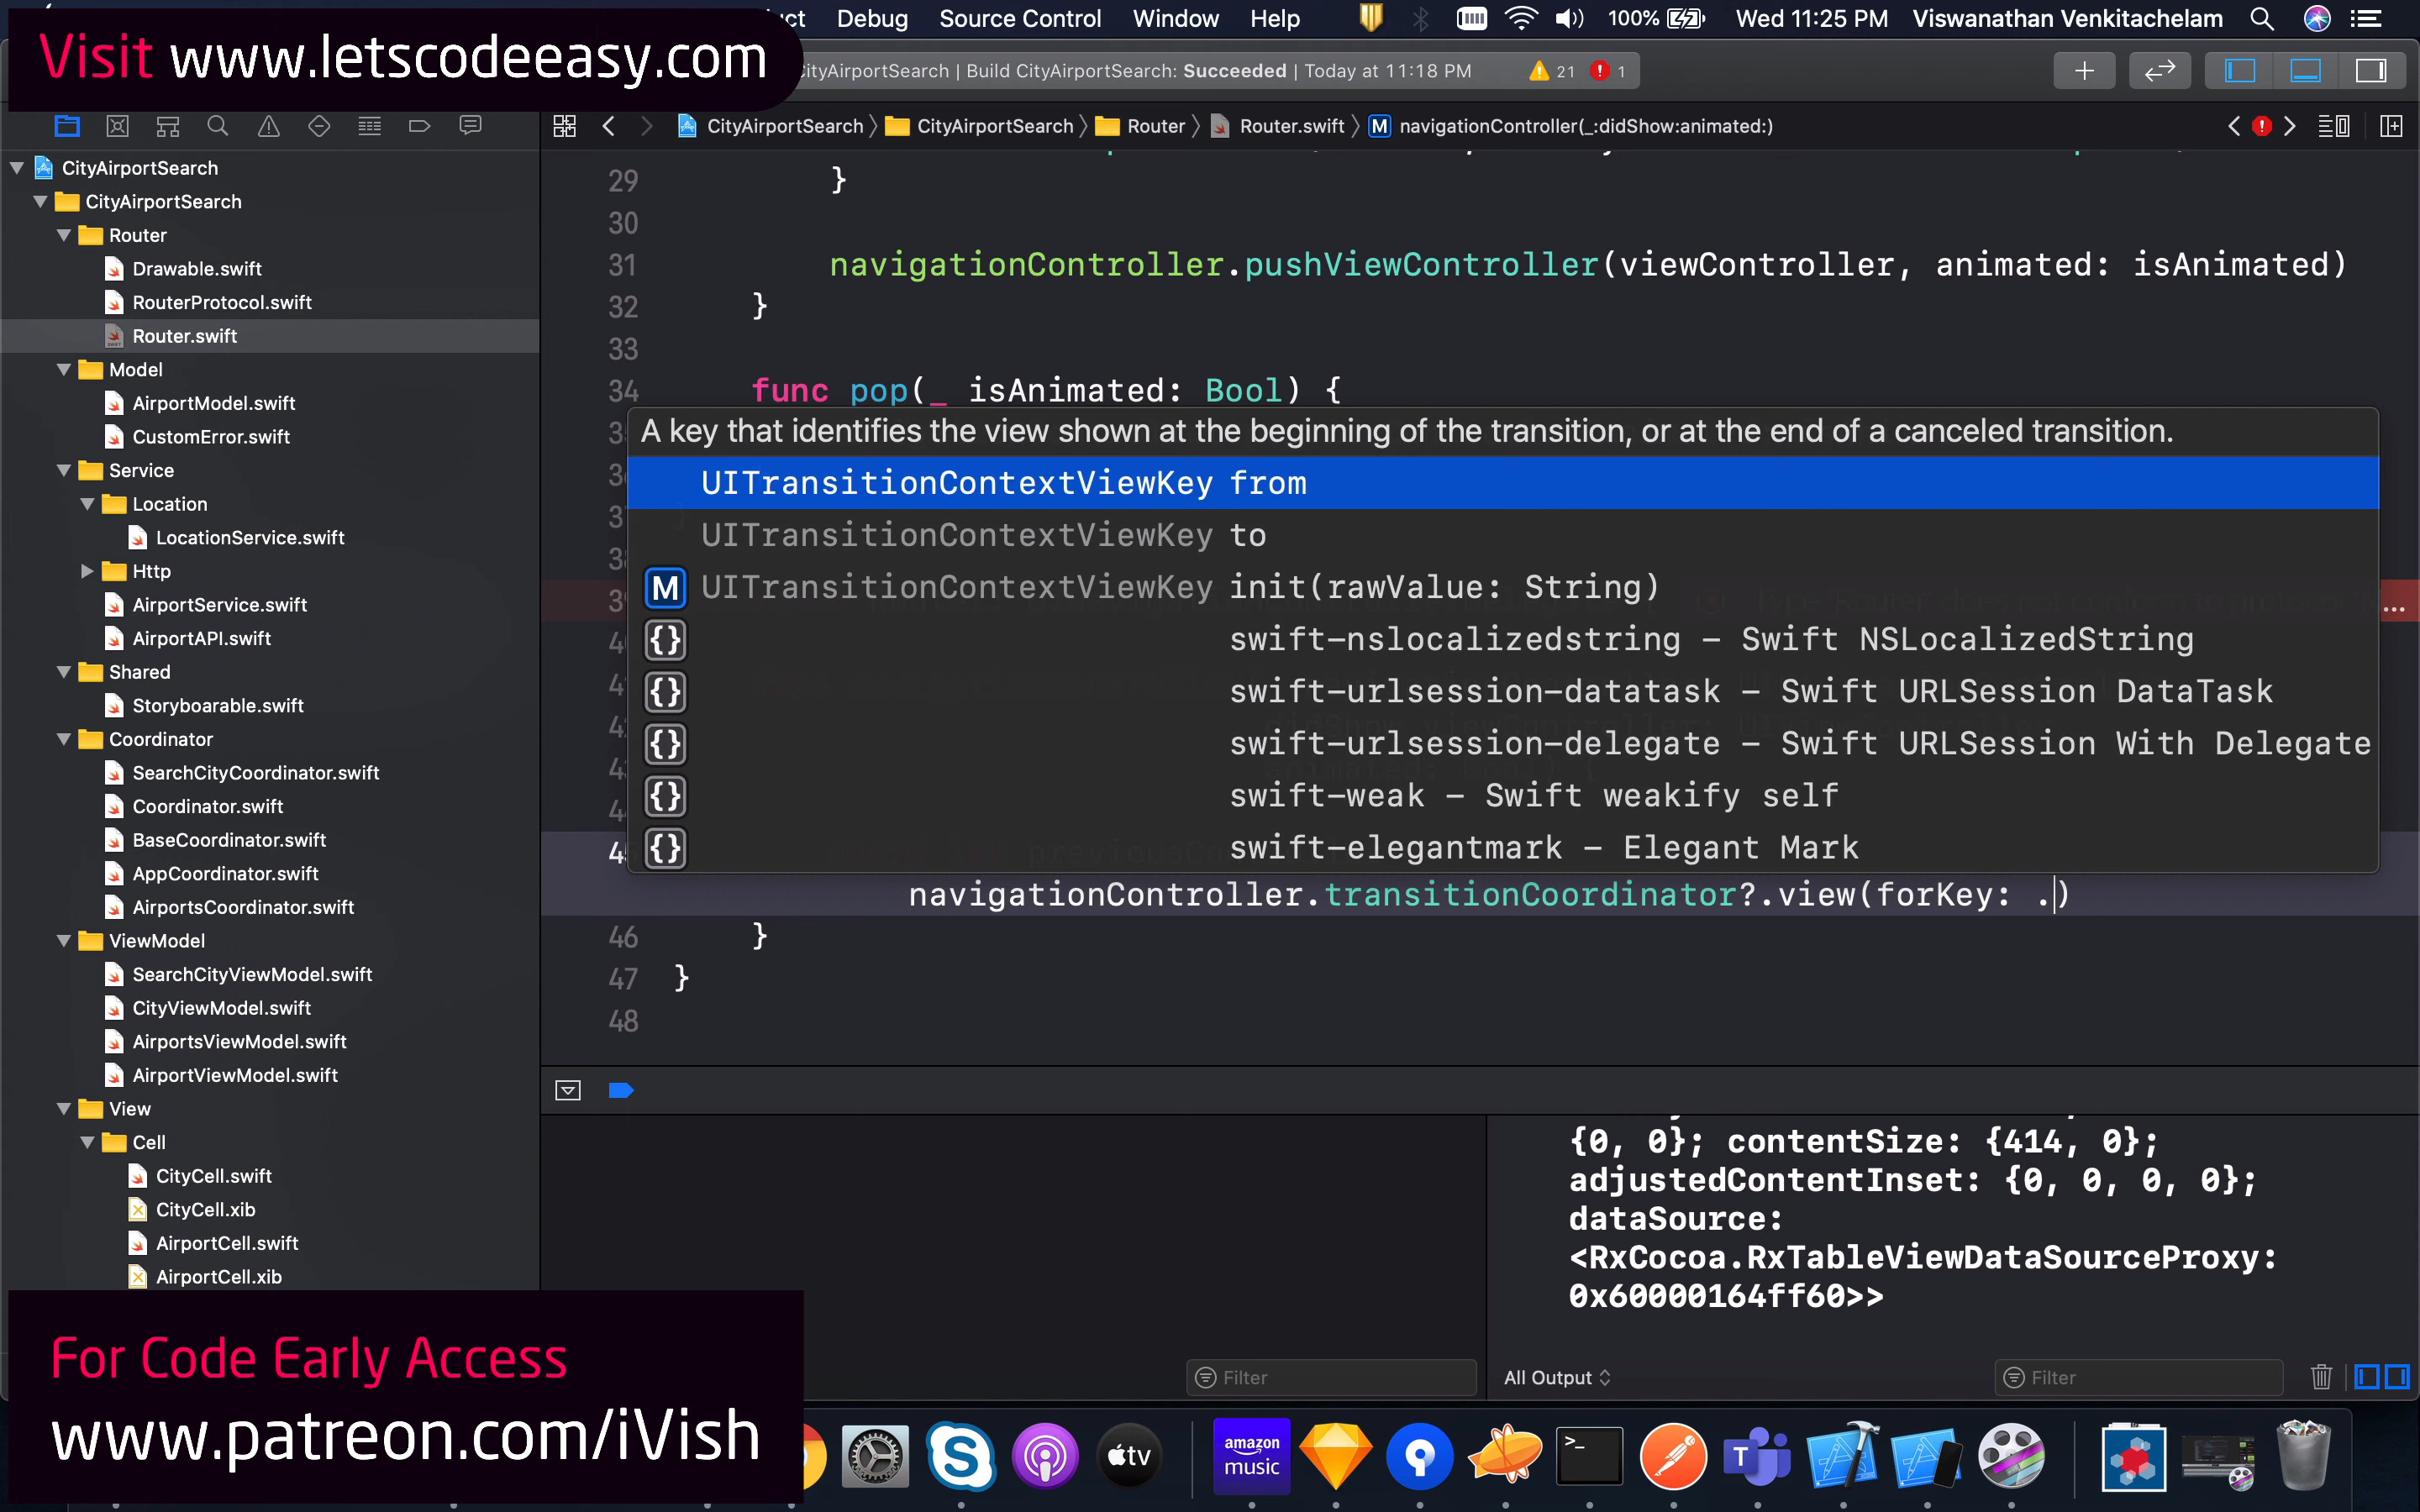 Visit www.letscodeeasy.com
Debug Source Control Window Help 100% Wed 11:25 PM Viswanathan Venkitachelam
CityAirportSearch | Build CityAirportSearch: Succeeded | Today at 11:18 PM 21 1
CityAirportSearch CityAirportSearch Router Router.swift M navigationController(_:didShow:animated:)
CityAirportSearch
CityAirportSearch
Router
Drawable.swift
RouterProtocol.swift
Router.swift
Model
AirportModel.swift
CustomError.swift
Service
Location
LocationService.swift
Http
AirportService.swift
AirportAPI.swift
Shared
Storyboarable.swift
Coordinator
SearchCityCoordinator.swift
Coordinator.swift
BaseCoordinator.swift
AppCoordinator.swift
AirportsCoordinator.swift
ViewModel
SearchCityViewModel.swift
CityViewModel.swift
AirportsViewModel.swift
AirportViewModel.swift
View
Cell
CityCell.swift
CityCell.xib
AirportCell.swift
AirportCell.xib
29 }
30
31 navigationController.pushViewController(viewController, animated: isAnimated)
32 }
33
34 func pop(_ isAnimated: Bool) {
A key that identifies the view shown at the beginning of the transition, or at the end of a canceled transition.
UITransitionContextViewKey from
UITransitionContextViewKey to
M UITransitionContextViewKey init(rawValue: String)
{} swift-nslocalizedstring – Swift NSLocalizedString
{} swift-urlsession-datatask – Swift URLSession DataTask
{} swift-urlsession-delegate – Swift URLSession With Delegate
{} swift-weak – Swift weakify self
{} swift-elegantmark – Elegant Mark
navigationController.transitionCoordinator?.view(forKey: .)
46 }
47 }
48
{0, 0}; contentSize: {414, 0};
adjustedContentInset: {0, 0, 0, 0};
dataSource:
<RxCocoa.RxTableViewDataSourceProxy:
0x60000164ff60>>
Filter
All Output
Filter
For Code Early Access
www.patreon.com/iVish
tv
amazon
music
S
T